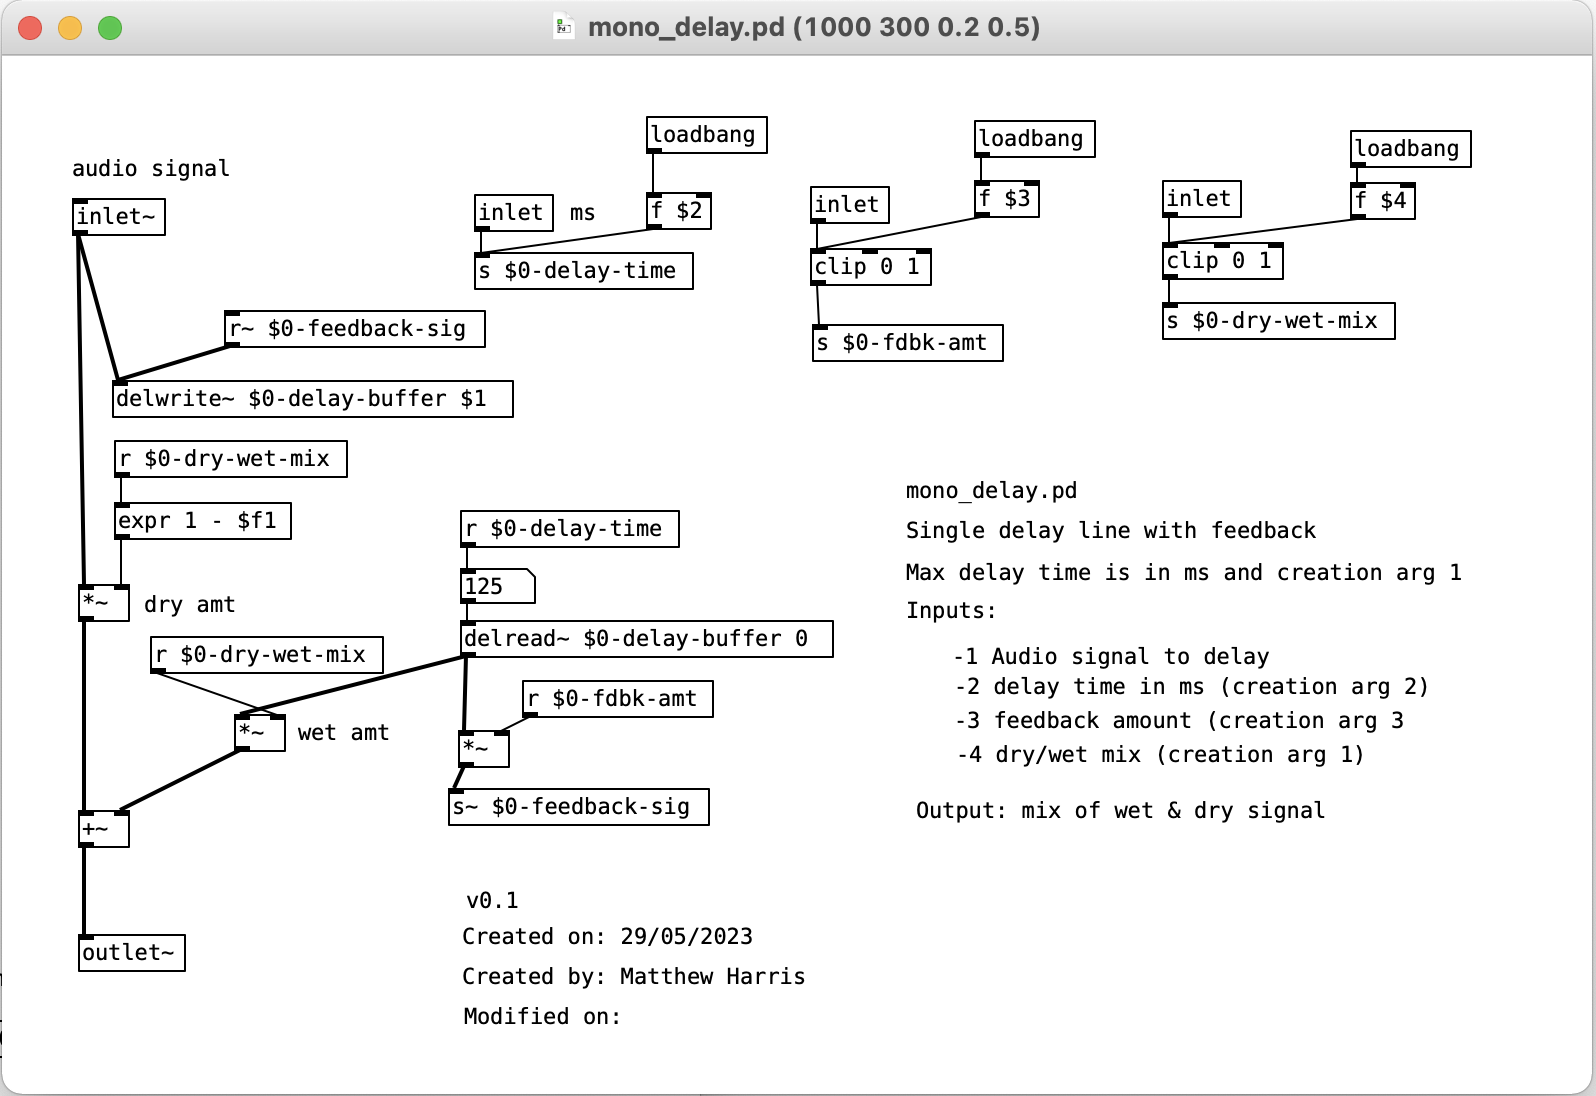 mono_delay.pd (1000 300 0.2 0.5)
audio signal
inlet~
r~ $0-feedback-sig
delwrite~ $0-delay-buffer $1
r $0-dry-wet-mix
expr 1 - $f1
*~ dry amt
r $0-dry-wet-mix
*~ wet amt
+~
outlet~
loadbang
inlet ms
f $2
s $0-delay-time
r $0-delay-time
125
delread~ $0-delay-buffer 0
r $0-fdbk-amt
*~
s~ $0-feedback-sig
loadbang
inlet
f $3
clip 0 1
s $0-fdbk-amt
loadbang
inlet
f $4
clip 0 1
s $0-dry-wet-mix
mono_delay.pd
Single delay line with feedback
Max delay time is in ms and creation arg 1
Inputs:
-1 Audio signal to delay
-2 delay time in ms (creation arg 2)
-3 feedback amount (creation arg 3
-4 dry/wet mix (creation arg 1)
Output: mix of wet & dry signal
v0.1
Created on: 29/05/2023
Created by: Matthew Harris
Modified on: